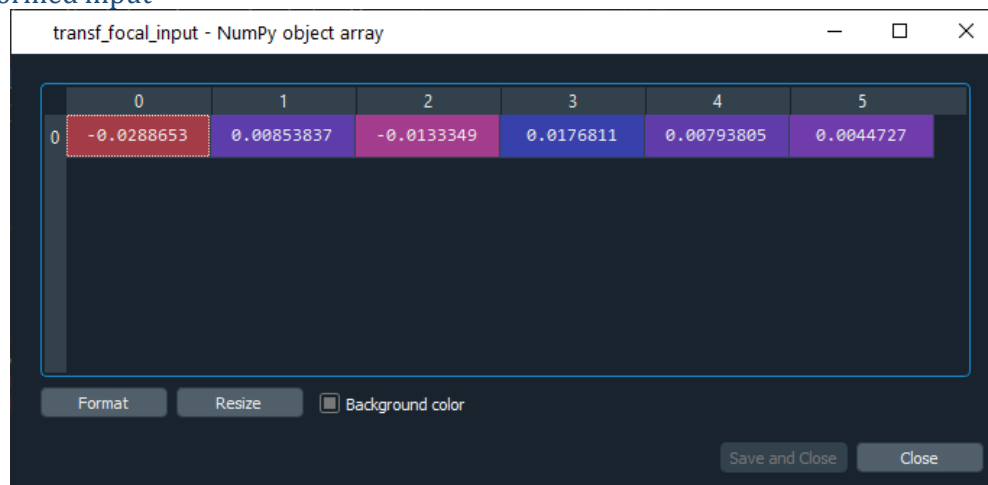 transf_focal_input - NumPy object array
0 1 2 3 4 5
0 -0.0288653 0.00853837 -0.0133349 0.0176811 0.00793805 0.0044727
Format Resize Background color
Save and Close Close